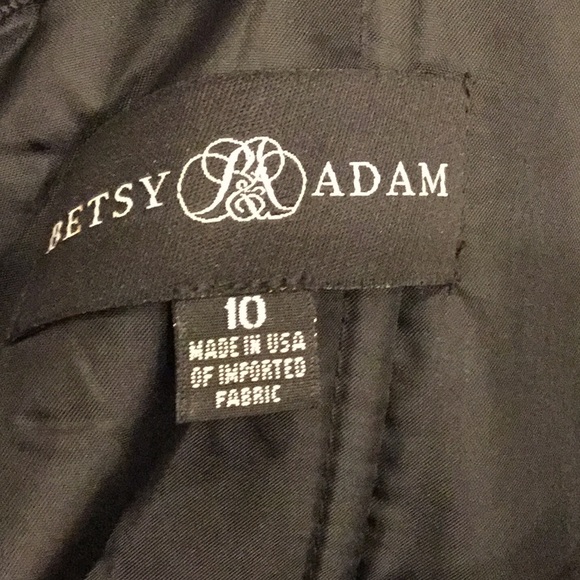 BETSY B&A ADAM
10
MADE IN USA
OF IMPORTED
FABRIC